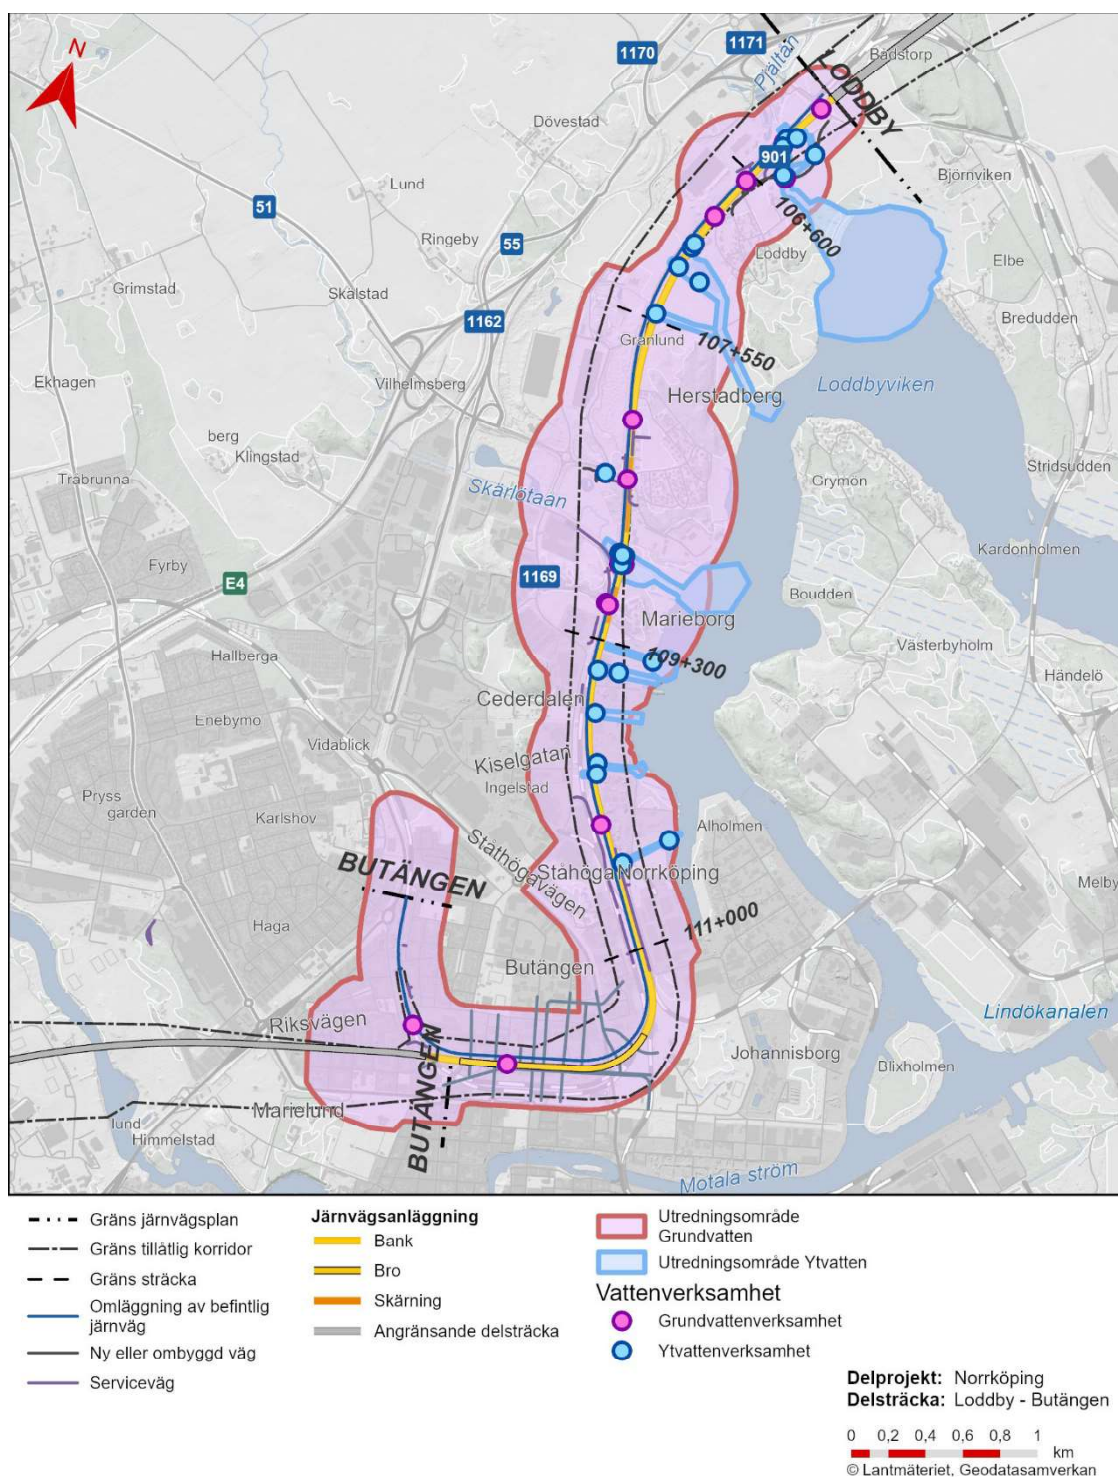 N
1170
1171
Pjältån
Bådstorp
LODDBY
Dövestad
901
Björnviken
Lund
51
106+600
Ringeby
55
Loddby
Elbe
Grimstad
Skalstad
Bredudden
1162
Granlund
107+550
Loddbyviken
Ekhagen
Vilhelmsberg
Herstadberg
berg
Klingstad
Stridsudden
Trabrunna
Skärlötaan
Grymön
Kardonholmen
Fyrby
E4
1169
Boudden
Marieborg
Västerbyholm
Hallberga
109+300
Händelö
Cederdalen
Enebymo
Vidablick
Kiselgatan
Ingelstad
Pryss
garden
Karlshov
Alholmen
Ståthögavägen
BUTÄNGEN
Ståhöga
Norrköping
Melby
Haga
111+000
Butängen
Riksvägen
Lindökanalen
BUTÄNGEN
Johannisborg
Dlixholmen
Marielund
lund
Himmelstad
Motala ström
Gräns järnvägsplan
Gräns tillåtlig korridor
Gräns sträcka
Omläggning av befintlig
järnväg
Ny eller ombyggd väg
Serviceväg
Järnvägsanläggning
Bank
Bro
Skärning
Angränsande delsträcka
Utredningsområde
Grundvatten
Utredningsområde Ytvatten
Vattenverksamhet
Grundvattenverksamhet
Ytvattenverksamhet
Delprojekt: Norrköping
Delsträcka: Loddby - Butängen
0 0,2 0,4 0,6 0,8 1
km
© Lantmäteriet, Geodatasamverkan